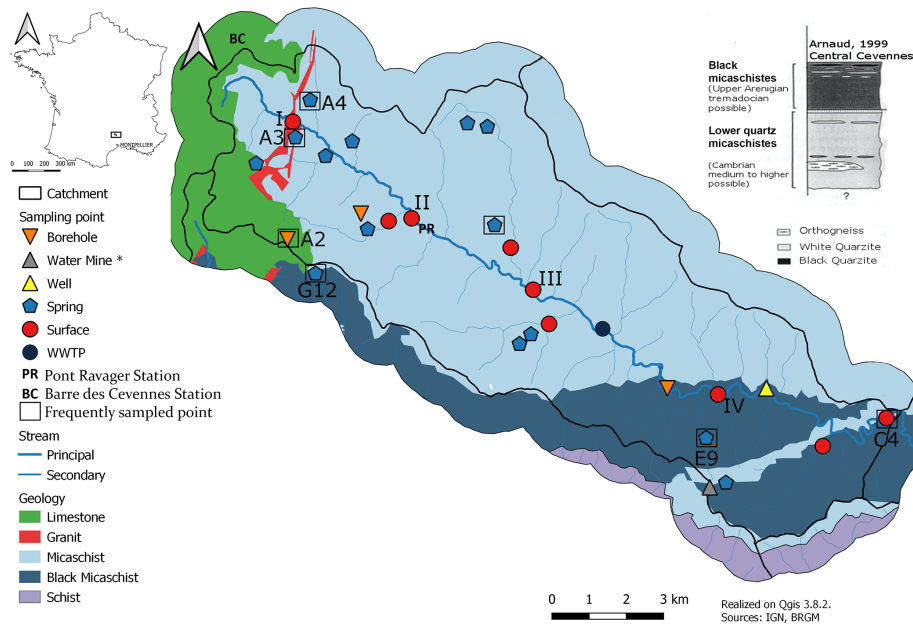 MONTPELLIER
0 100 200 300 km
Catchment
Sampling point
Borehole
Water Mine *
Well
Spring
Surface
WWTP
PR Pont Ravager Station
BC Barre des Cevennes Station
Frequently sampled point
Stream
Principal
Secondary
Geology
Limestone
Granit
Micaschist
Black Micaschist
Schist
BC
A4
I
A3
II
PR
A2
G12
III
IV
C4
E9
Arnaud, 1999
Central Cevennes
Black
micaschistes
(Upper Arenigian
tremadocian
possible)
Lower quartz
micaschistes
(Cambrian
medium to higher
possible)
?
Orthogneiss
White Quarzite
Black Quarzite
0 1 2 3 km
Realized on Qgis 3.8.2.
Sources: IGN, BRGM